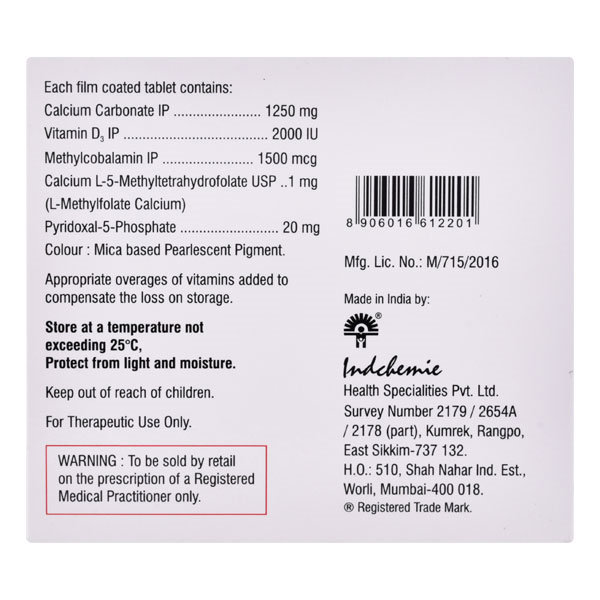 Each film coated tablet contains:
Calcium Carbonate IP ........................ 1250 mg
Vitamin D3 IP ........................................ 2000 IU
Methylcobalamin IP ............................ 1500 mcg
Calcium L-5-Methyltetrahydrofolate USP ..1 mg
(L-Methylfolate Calcium)
Pyridoxal-5-Phosphate ........................... 20 mg
Colour : Mica based Pearlescent Pigment.
Appropriate overages of vitamins added to
compensate the loss on storage.
Store at a temperature not
exceeding 25°C,
Protect from light and moisture.
Keep out of reach of children.
For Therapeutic Use Only.
WARNING : To be sold by retail
on the prescription of a Registered
Medical Practitioner only.
8 906016 612201
Mfg. Lic. No.: M/715/2016
Made in India by:
®
Indchemie
Health Specialities Pvt. Ltd.
Survey Number 2179 / 2654A
/ 2178 (part), Kumrek, Rangpo,
East Sikkim-737 132.
H.O.: 510, Shah Nahar Ind. Est.,
Worli, Mumbai-400 018.
® Registered Trade Mark.